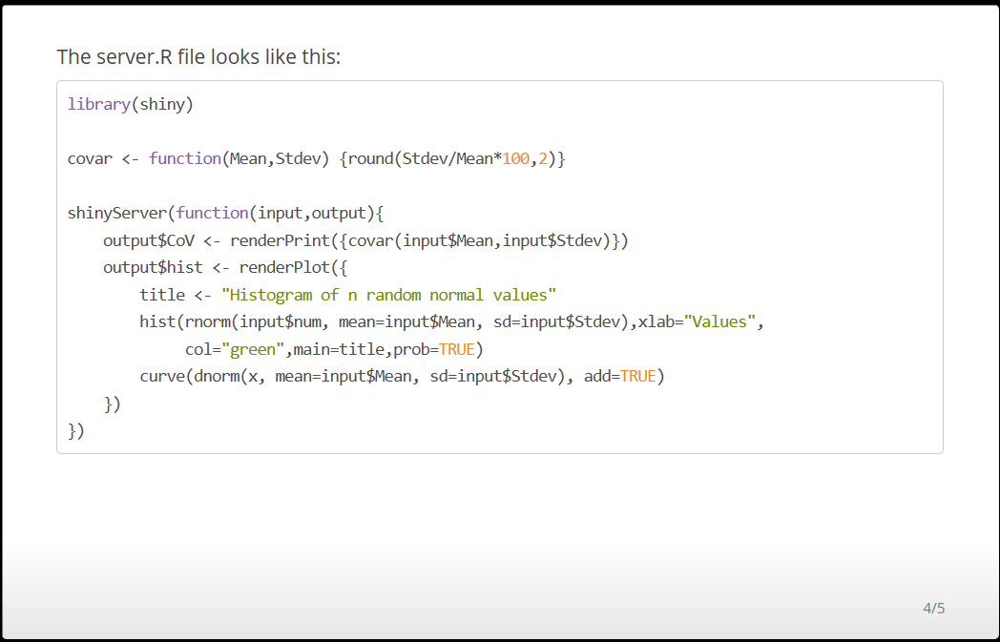 The server.R file looks like this:
library(shiny)
covar <- function(Mean,Stdev) {round(Stdev/Mean*100,2)}
shinyServer(function(input,output){
    output$CoV <- renderPrint({covar(input$Mean,input$Stdev)})
    output$hist <- renderPlot({
        title <- "Histogram of n random normal values"
        hist(rnorm(input$num, mean=input$Mean, sd=input$Stdev),xlab="Values",
             col="green",main=title,prob=TRUE)
        curve(dnorm(x, mean=input$Mean, sd=input$Stdev), add=TRUE)
    })
})
4/5